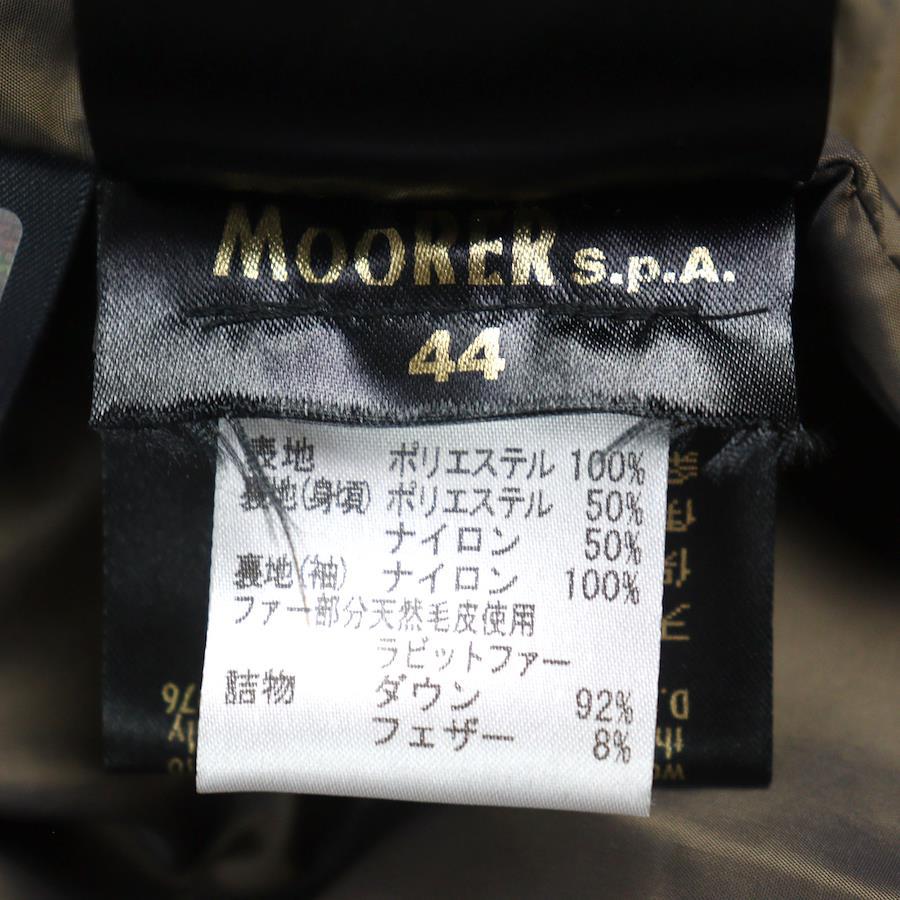 MOORER S.p.A.
44
表地 ポリエステル 100%
裏地(身頃) ポリエステル 50%
ナイロン 50%
裏地(袖) ナイロン 100%
ファー部分天然毛皮使用
ラビットファー
詰物 ダウン 92%
フェザー 8%